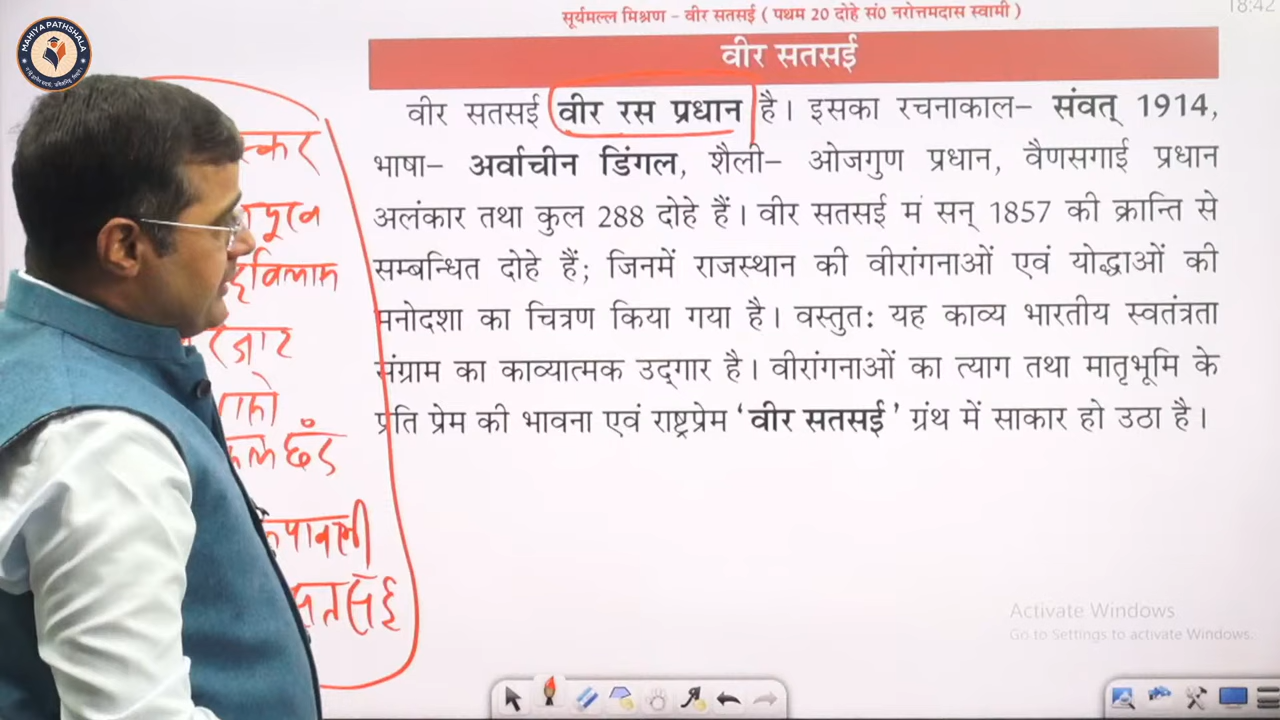 MAHIYA PATHSHALA
18:42
सूर्यमल्ल मिश्रण – वीर सतसई ( पथम 20 दोहे सं0 नरोत्तमदास स्वामी )
वीर सतसई
वीर सतसई वीर रस प्रधान है। इसका रचनाकाल– संवत् 1914,
भाषा– अर्वाचीन डिंगल, शैली– ओजगुण प्रधान, वैणसगाई प्रधान
अलंकार तथा कुल 288 दोहे हैं। वीर सतसई में सन् 1857 की क्रान्ति से
सम्बन्धित दोहे हैं; जिनमें राजस्थान की वीरांगनाओं एवं योद्धाओं की
मनोदशा का चित्रण किया गया है। वस्तुत: यह काव्य भारतीय स्वतंत्रता
संग्राम का काव्यात्मक उद्‌गार है। वीरांगनाओं का त्याग तथा मातृभूमि के
प्रति प्रेम की भावना एवं राष्ट्रप्रेम ‘वीर सतसई’ ग्रंथ में साकार हो उठा है।
छंद
सतसई
Activate Windows
Go to Settings to activate Windows.